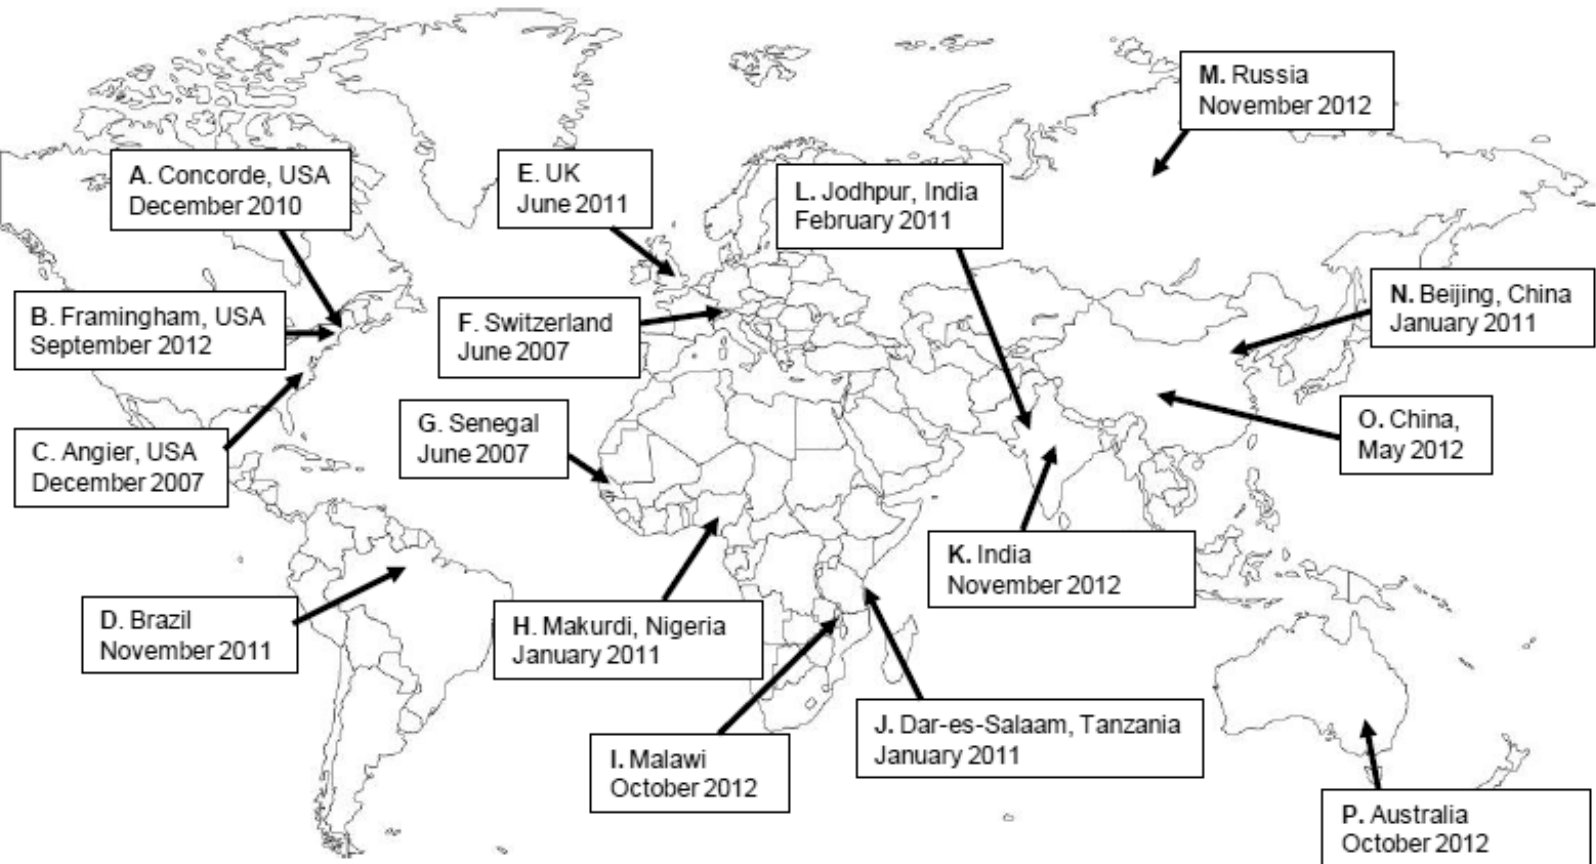 A. Concorde, USA
December 2010
B. Framingham, USA
September 2012
C. Angier, USA
December 2007
D. Brazil
November 2011
E. UK
June 2011
F. Switzerland
June 2007
G. Senegal
June 2007
H. Makurdi, Nigeria
January 2011
I. Malawi
October 2012
J. Dar-es-Salaam, Tanzania
January 2011
K. India
November 2012
L. Jodhpur, India
February 2011
M. Russia
November 2012
N. Beijing, China
January 2011
O. China,
May 2012
P. Australia
October 2012